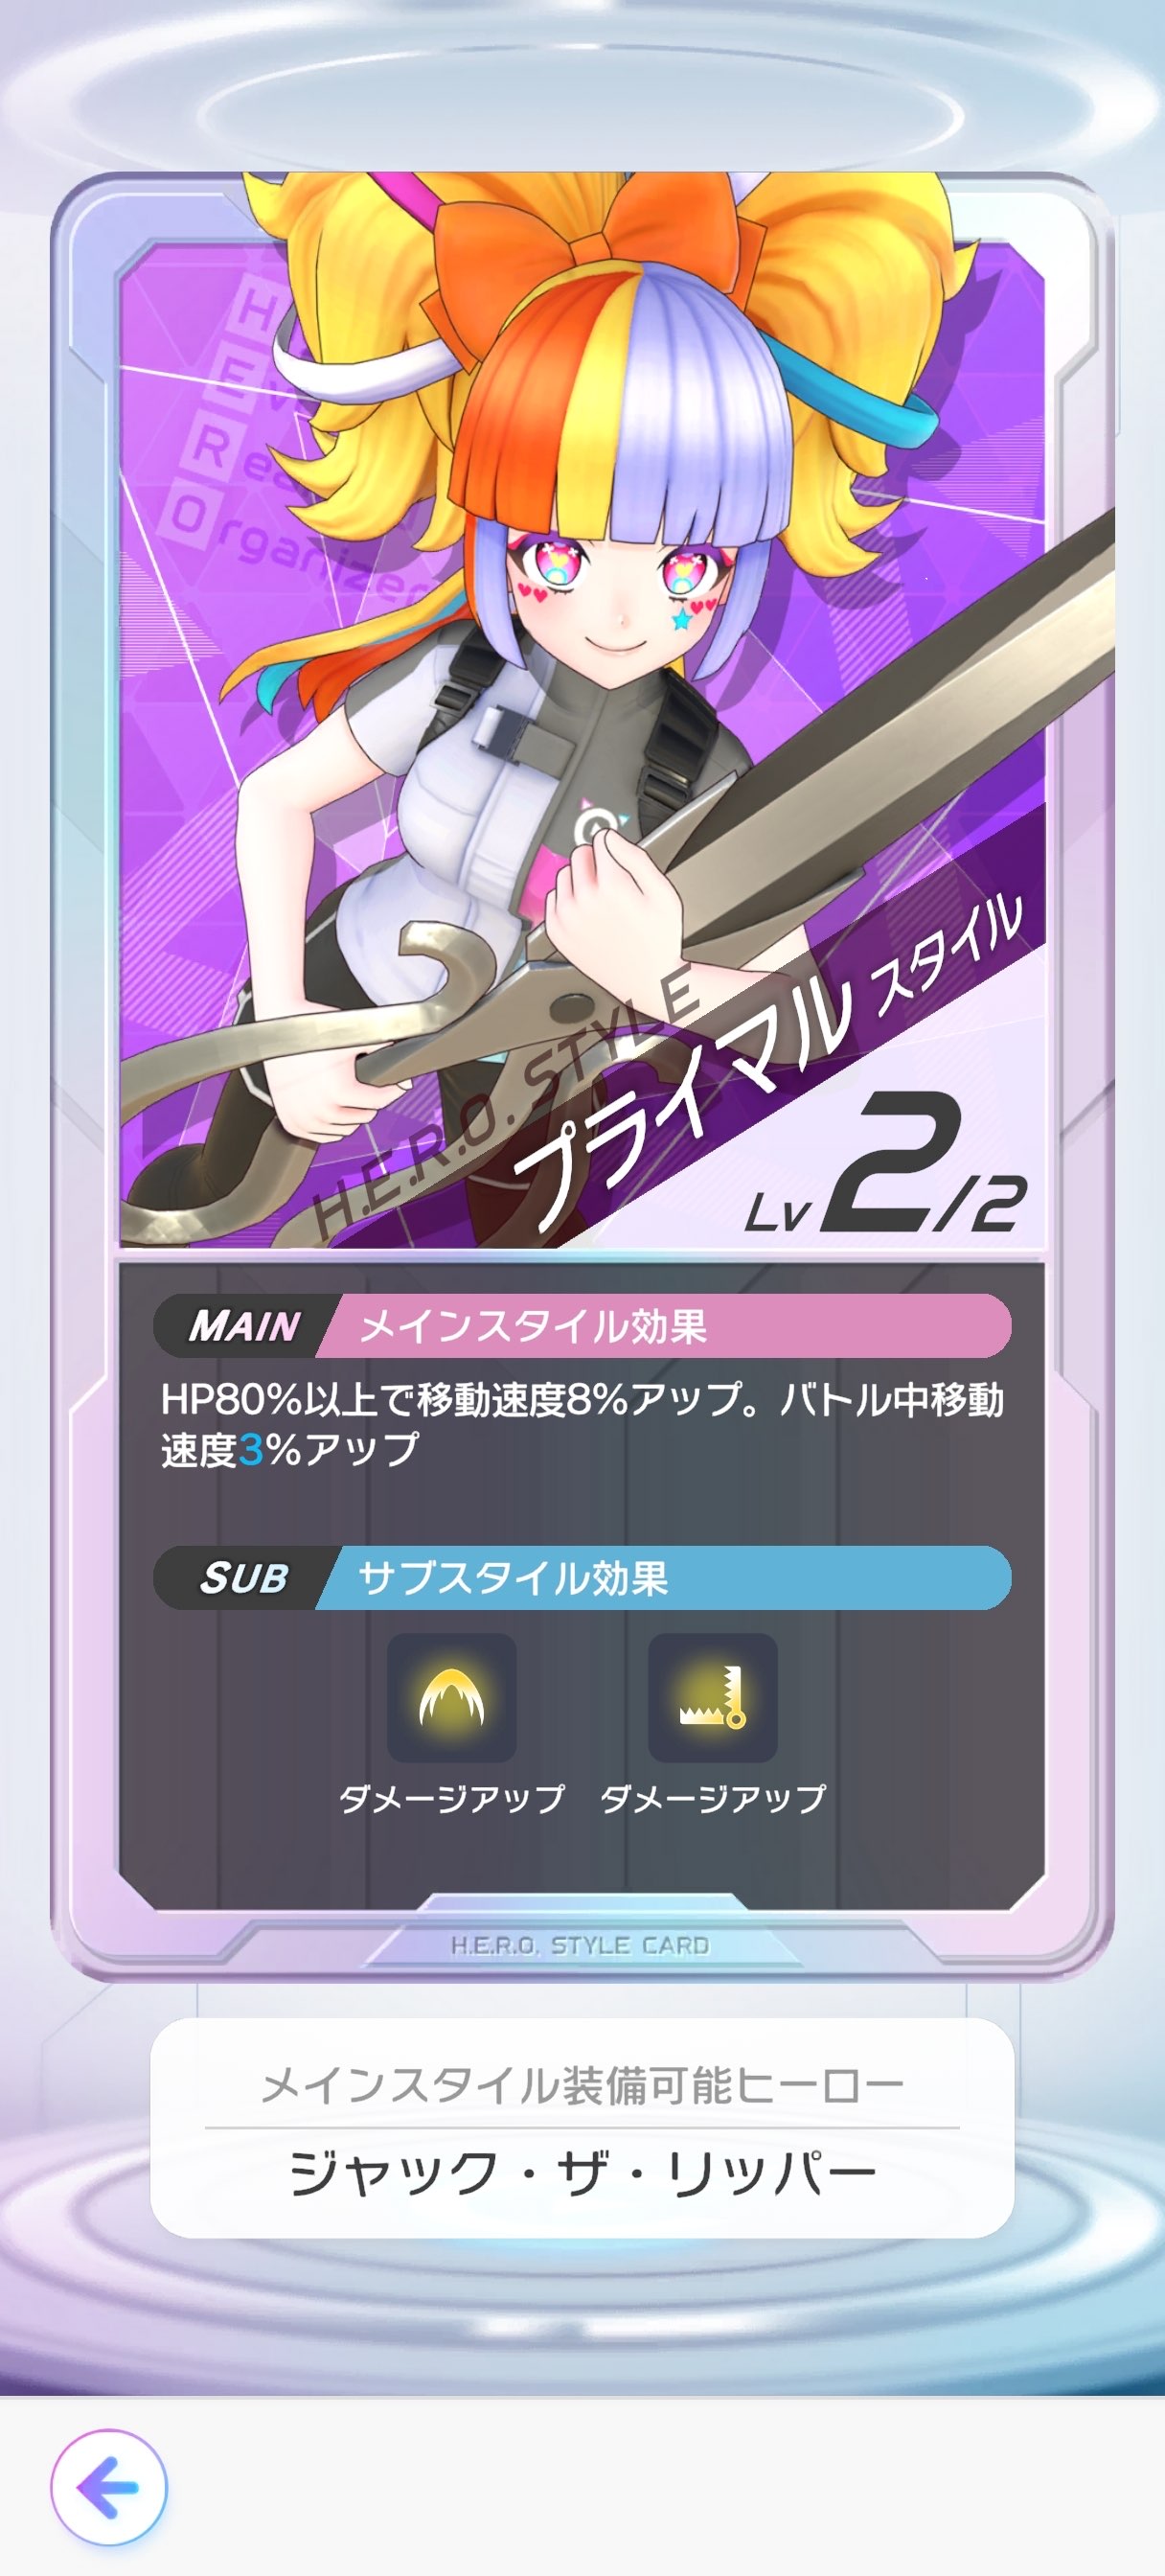 H
E
Rea
Organizer
H.E.R.O. STYLE
プライマル スタイル
Lv 2/2
MAIN メインスタイル効果
HP80%以上で移動速度8%アップ。バトル中移動
速度3%アップ
SUB サブスタイル効果
ダメージアップ ダメージアップ
H.E.R.O. STYLE CARD
メインスタイル装備可能ヒーロー
ジャック・ザ・リッパー